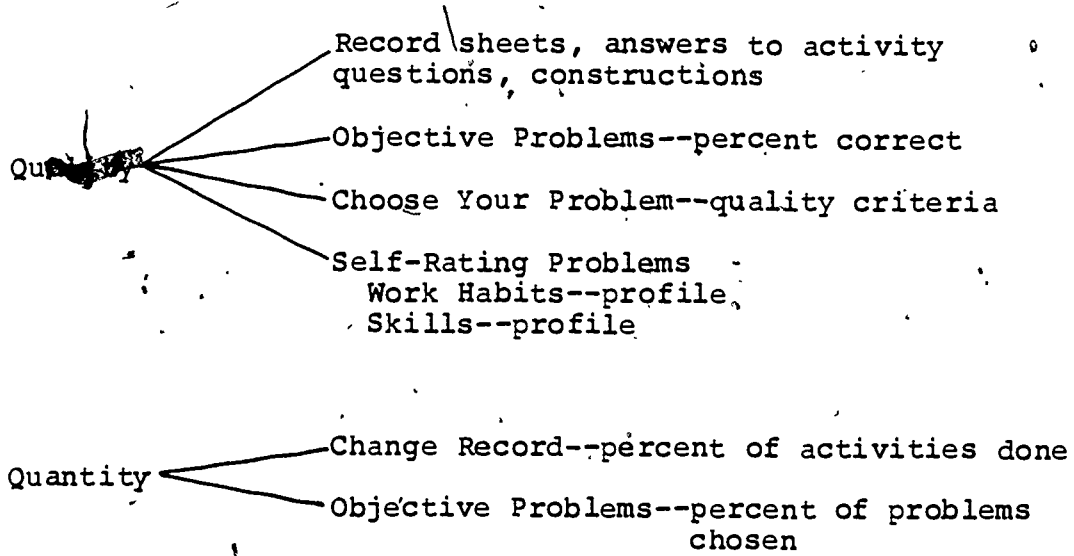 Record sheets, answers to activity
questions, constructions
Objective Problems--percent correct
Choose Your Problem--quality criteria
Self-Rating Problems
Work Habits--profile
Skills--profile
Change Record--percent of activities done
Quantity
Objective Problems--percent of problems
chosen